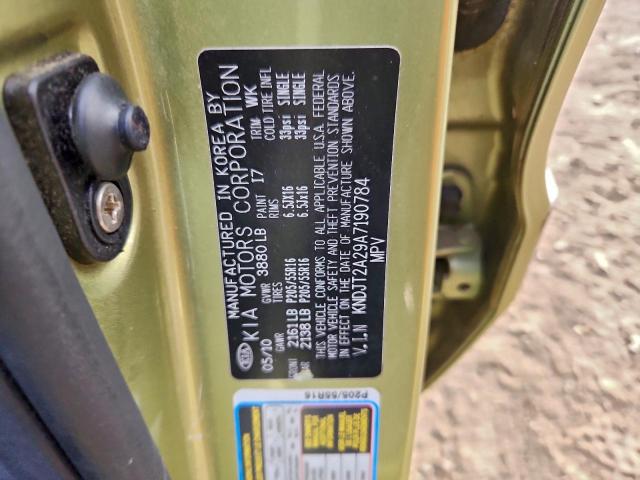 MANUFACTURED IN KOREA BY
KIA KIA MOTORS CORPORATION
05/10 GVWR 3880 LB PAINT 17 TRIM WK
GAWR TIRES RIMS COLD TIRE INFL
2161 LB P205/55R16 6.5JX16 33psi SINGLE
2138 LB P205/55R16 6.5JX16 33psi SINGLE
THIS VEHICLE CONFORMS TO ALL APPLICABLE U.S.A. FEDERAL
MOTOR VEHICLE SAFETY AND THEFT PREVENTION STANDARDS
IN EFFECT ON THE DATE OF MANUFACTURE SHOWN ABOVE.
V.I.N KNDJT2A29A7190784
MPV
P205/55R16